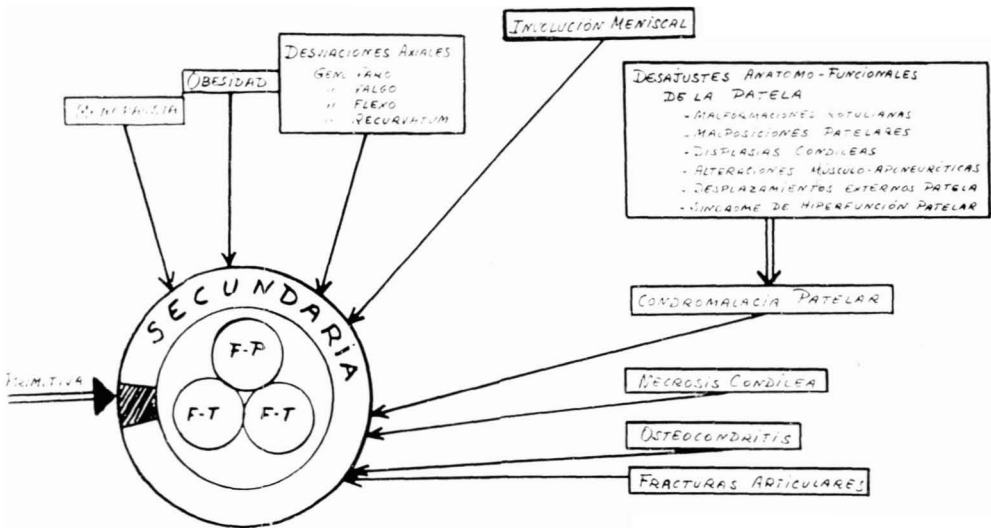 INVOLUCIÓN MENISCAL
DESVIACIONES AXIALES
GENU VARO
" VALGO
" FLEXO
" RECURVATUM
OBESIDAD
MENOPAUSIA
DESAJUSTES ANATOMO-FUNCIONALES
DE LA PATELA
- MALFORMACIONES ROTULIANAS
- MALPOSICIONES PATELARES
- DISPLASIAS CONDILEAS
- ALTERACIONES MÚSCULO-APONEURÓTICAS
- DESPLAZAMIENTOS EXTERNOS PATELA
- SÍNDROME DE HIPERFUNCIÓN PATELAR
CONDROMALACIA PATELAR
SECUNDARIA
F-P
F-T F-T
PRIMITIVA
NECROSIS CONDÍLEA
OSTEOCONDRITIS
FRACTURAS ARTICULARES